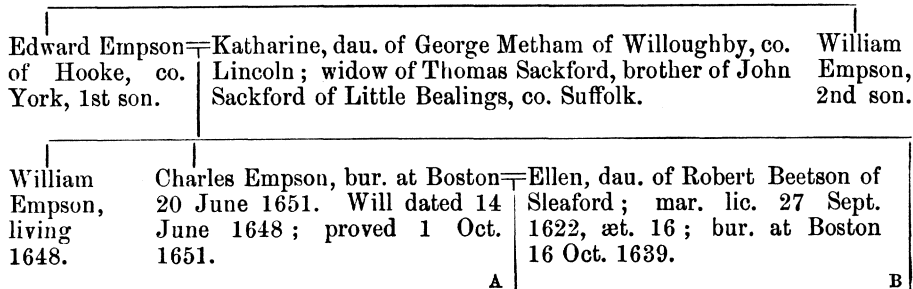 Edward Empson=Katharine, dau. of George Metham of Willoughby, co.
of Hooke, co.
York, 1st son.
Lincoln; widow of Thomas Sackford, brother of John
Sackford of Little Bealings, co. Suffolk.
William
Empson,
2nd son.
William
Empson,
living
1648.
Charles Empson, bur. at Boston=Ellen, dau. of Robert Beetson of
20 June 1651. Will dated 14
June 1648; proved 1 Oct.
1651.
Sleaford; mar. lic. 27 Sept.
1622, æt. 16; bur. at Boston
16 Oct. 1639.
A
B